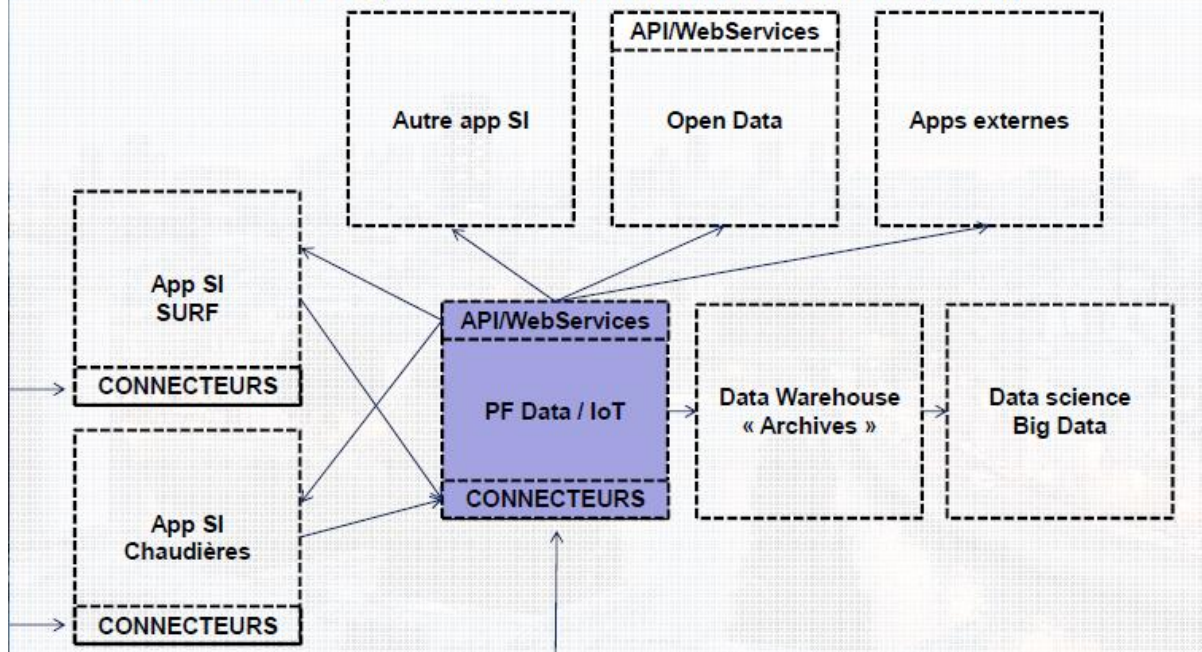 API/WebServices
Autre app SI
Open Data
Apps externes
App SI
SURF
CONNECTEURS
API/WebServices
PF Data / IoT
CONNECTEURS
Data Warehouse
« Archives »
Data science
Big Data
App SI
Chaudières
CONNECTEURS